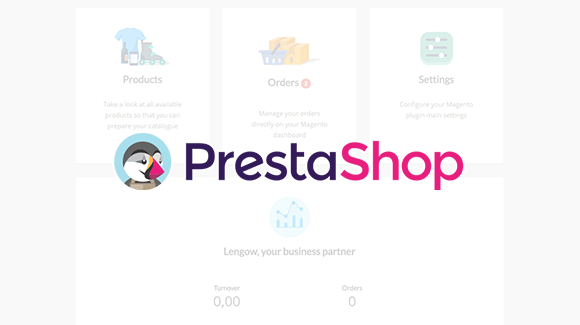 Products
Orders 3
Settings
Take a look at all available
products so that you can
prepare your catalogue
Manage your orders
directly on your Magento
dashboard
Configure your Magento
plugin main settings
PrestaShop
Lengow, your business partner
Turnover
0,00
Orders
0